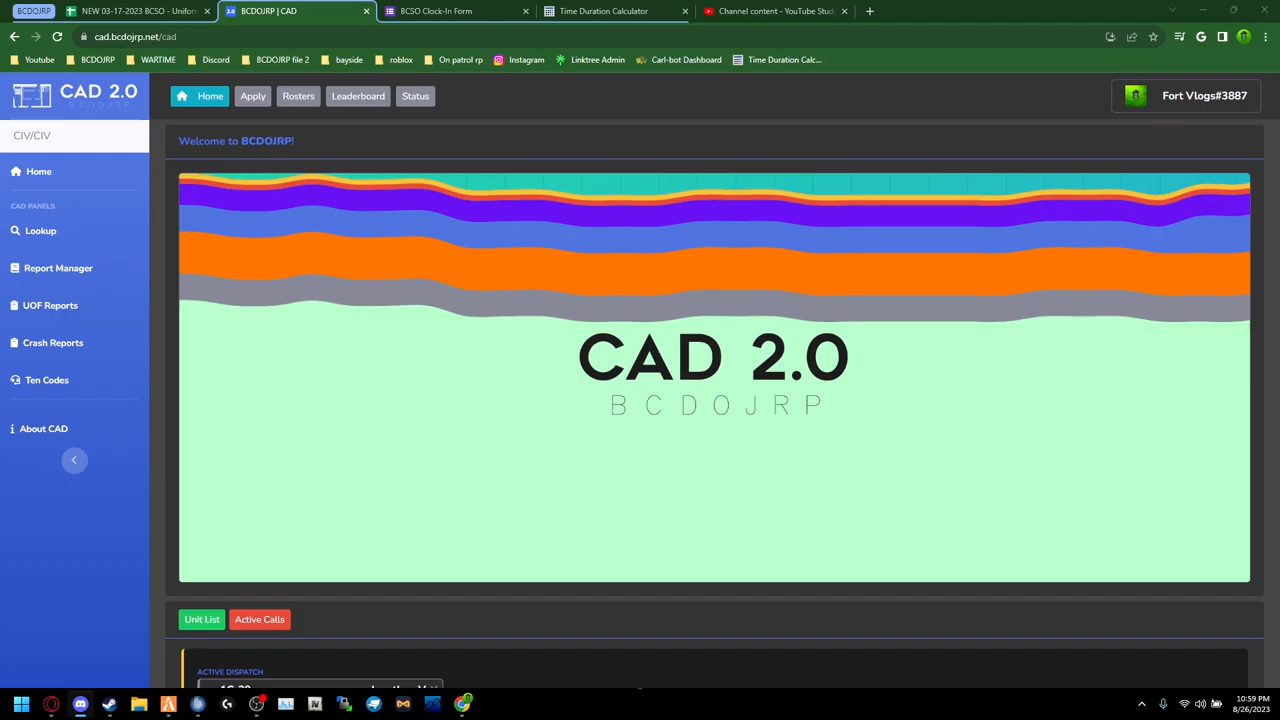 BCDOJRP
NEW 03-17-2023 BCSO - Uniform
BCDOJRP | CAD
BCSO Clock-In Form
Time Duration Calculator
Channel content - YouTube Stud
cad.bcdojrp.net/cad
Youtube
BCDOJRP
WARTIME
Discord
BCDOJRP file 2
bayside
roblox
On patrol rp
Instagram
Linktree Admin
Carl-bot Dashboard
Time Duration Calc...
CAD 2.0
BCDOJRP
Home
Apply
Rosters
Leaderboard
Status
Fort Vlogs#3887
CIV/CIV
Welcome to BCDOJRP!
Home
CAD PANELS
Lookup
Report Manager
UOF Reports
Crash Reports
Ten Codes
About CAD
CAD 2.0
BCDOJRP
Unit List
Active Calls
ACTIVE DISPATCH
10:59 PM
8/26/2023